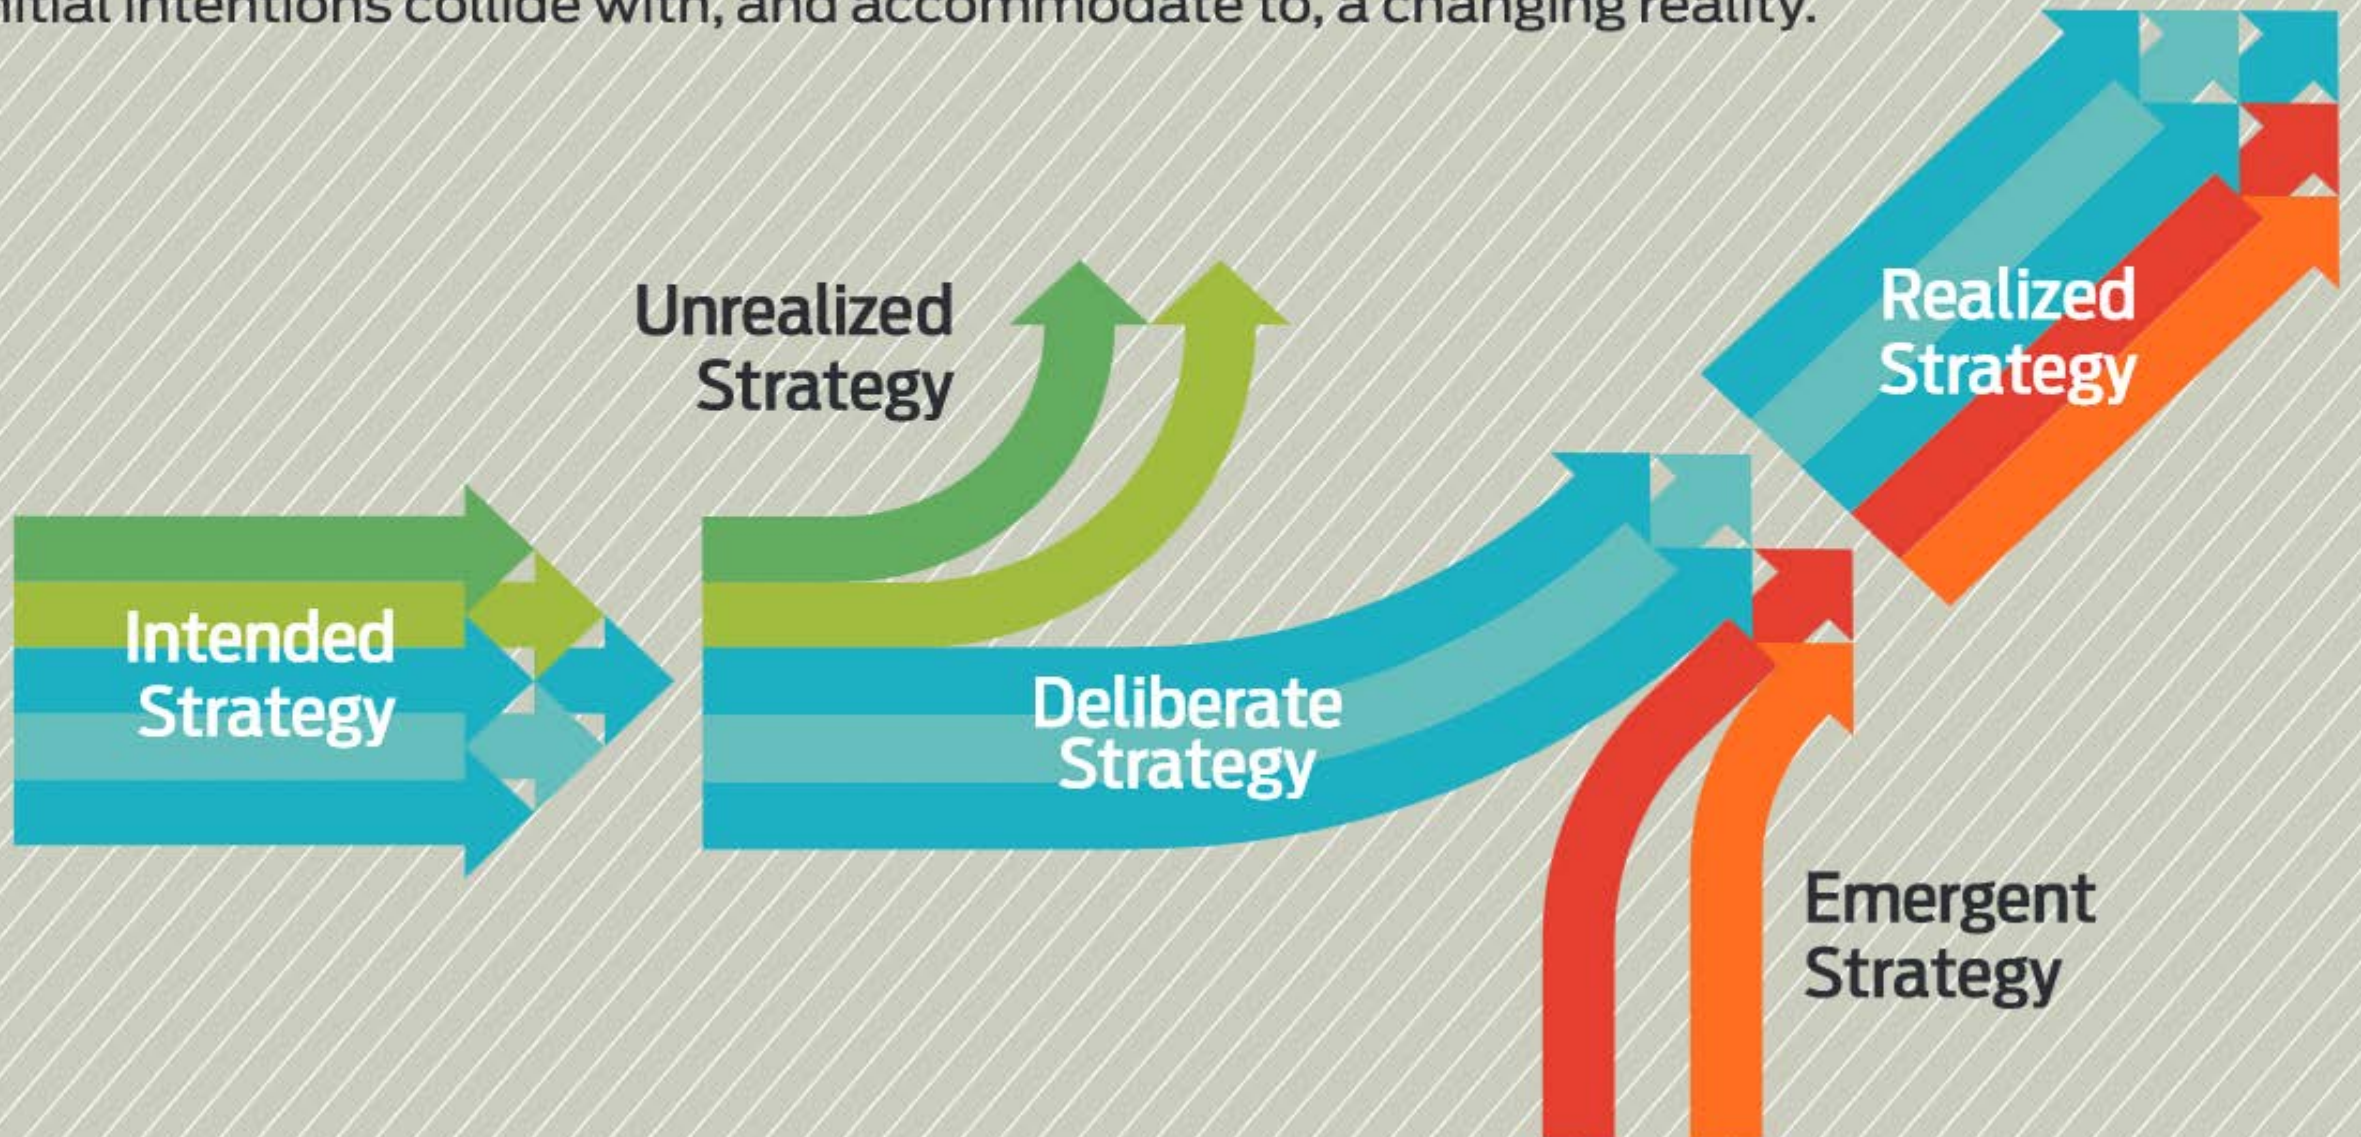 initial intentions collide with, and accommodate to, a changing reality.
Unrealized
Strategy
Realized
Strategy
Intended
Strategy
Deliberate
Strategy
Emergent
Strategy